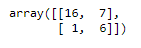 array([[16,  7],
       [ 1,  6]])